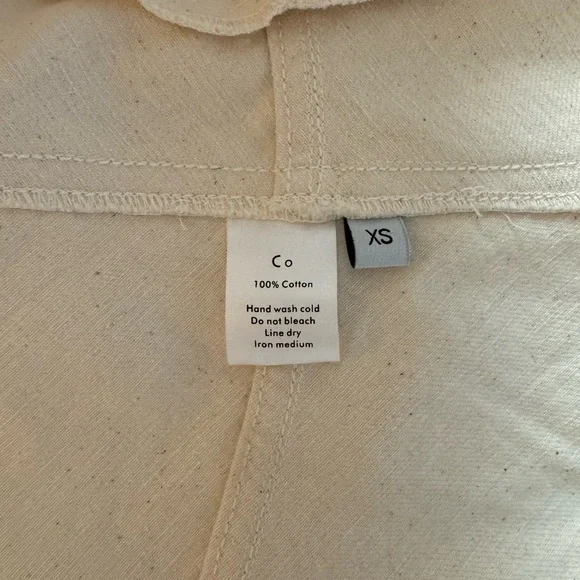 Co
100% Cotton
Hand wash cold
Do not bleach
Line dry
Iron medium
XS